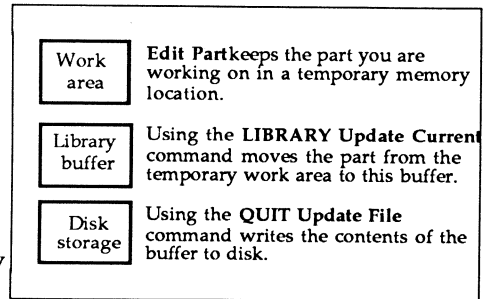 Work area
Edit Partkeeps the part you are
working on in a temporary memory
location.
Library buffer
Using the LIBRARY Update Current
command moves the part from the
temporary work area to this buffer.
Disk storage
Using the QUIT Update File
command writes the contents of the
buffer to disk.